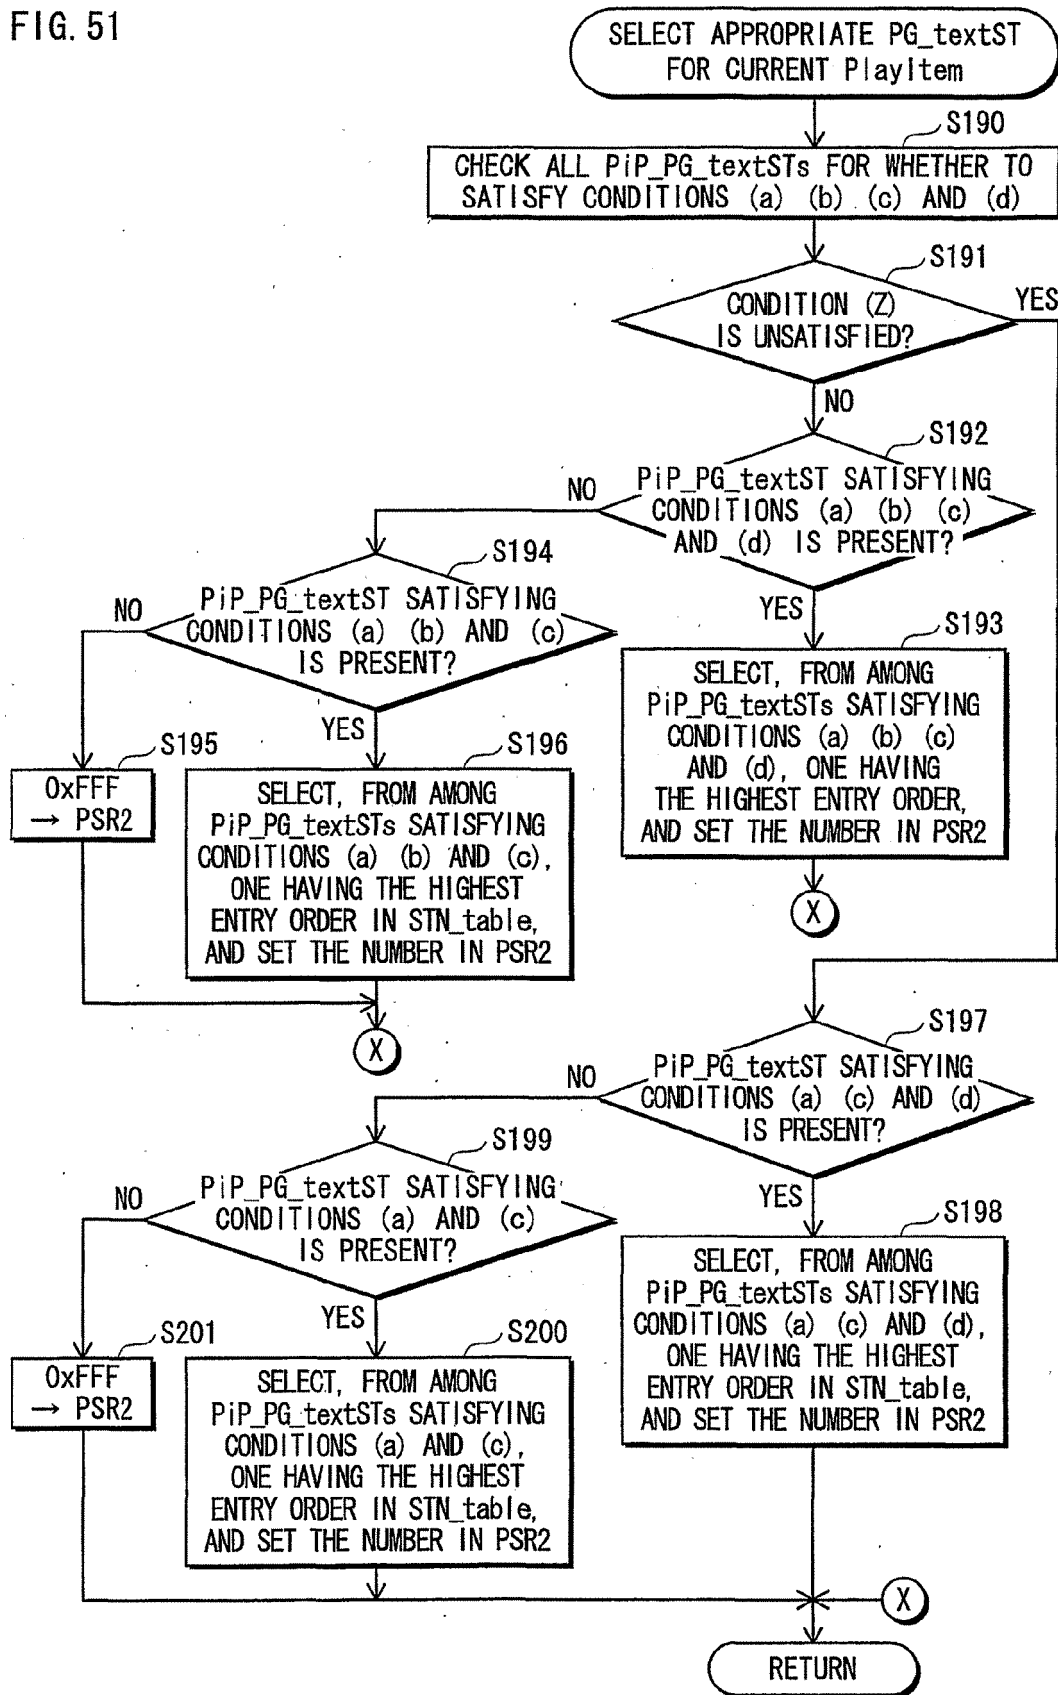 FIG. 51
SELECT APPROPRIATE PG_textST
FOR CURRENT PlayItem
S190
CHECK ALL PiP_PG_textSTs FOR WHETHER TO
SATISFY CONDITIONS (a) (b) (c) AND (d)
S191
CONDITION (Z)
IS UNSATISFIED?
YES
NO
S192
PiP_PG_textST SATISFYING
CONDITIONS (a) (b) (c)
AND (d) IS PRESENT?
NO
YES
S194
PiP_PG_textST SATISFYING
CONDITIONS (a) (b) AND (c)
IS PRESENT?
NO
YES
S193
SELECT, FROM AMONG
PiP_PG_textSTs SATISFYING
CONDITIONS (a) (b) (c)
AND (d), ONE HAVING
THE HIGHEST ENTRY ORDER,
AND SET THE NUMBER IN PSR2
X
S195
0xFFF
→ PSR2
S196
SELECT, FROM AMONG
PiP_PG_textSTs SATISFYING
CONDITIONS (a) (b) AND (c),
ONE HAVING THE HIGHEST
ENTRY ORDER IN STN_table,
AND SET THE NUMBER IN PSR2
X
S197
PiP_PG_textST SATISFYING
CONDITIONS (a) (c) AND (d)
IS PRESENT?
NO
YES
S199
PiP_PG_textST SATISFYING
CONDITIONS (a) AND (c)
IS PRESENT?
NO
YES
S198
SELECT, FROM AMONG
PiP_PG_textSTs SATISFYING
CONDITIONS (a) (c) AND (d),
ONE HAVING THE HIGHEST
ENTRY ORDER IN STN_table,
AND SET THE NUMBER IN PSR2
S201
0xFFF
→ PSR2
S200
SELECT, FROM AMONG
PiP_PG_textSTs SATISFYING
CONDITIONS (a) AND (c),
ONE HAVING THE HIGHEST
ENTRY ORDER IN STN_table,
AND SET THE NUMBER IN PSR2
X
RETURN